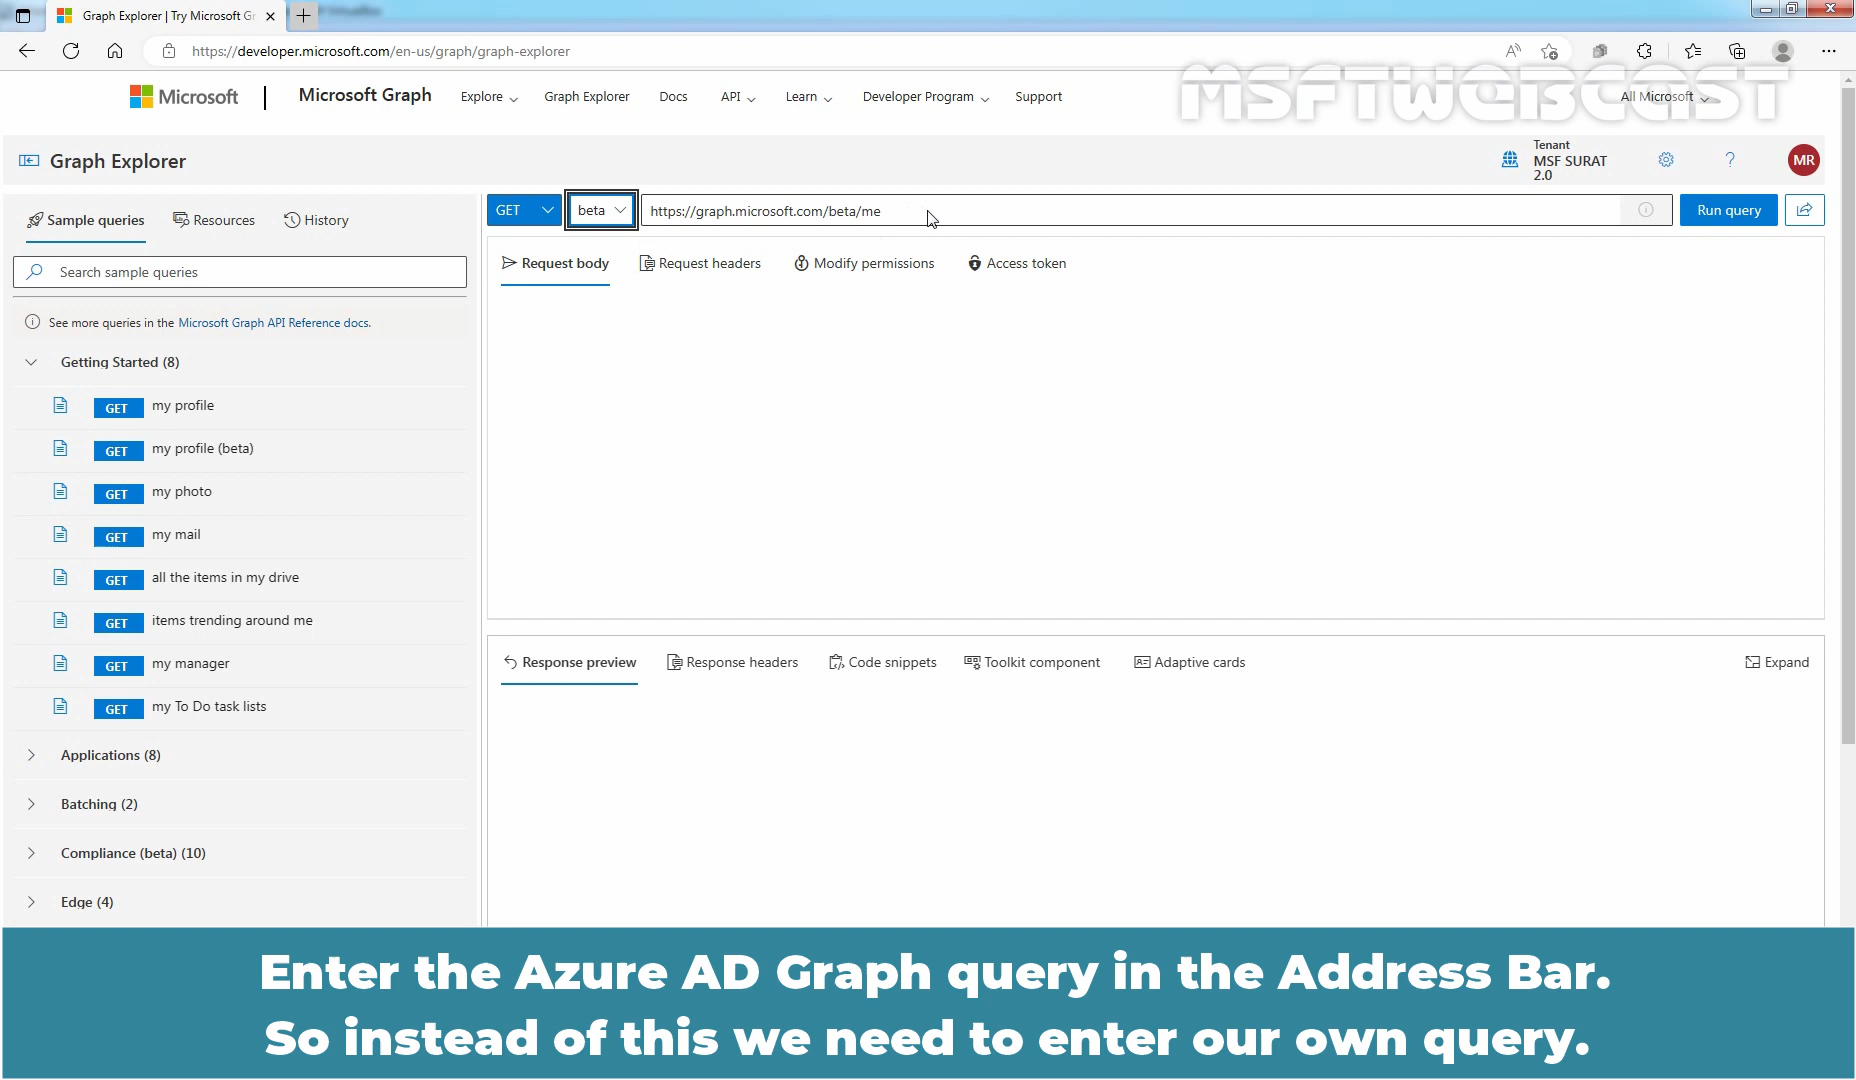 Graph Explorer | Try Microsoft Gr
https://developer.microsoft.com/en-us/graph/graph-explorer
MSFTWEBCAST
Microsoft
Microsoft Graph
Explore
Graph Explorer
Docs
API
Learn
Developer Program
Support
All Microsoft
Graph Explorer
Tenant
MSF SURAT
2.0
?
MR
Sample queries
Resources
History
GET
beta
https://graph.microsoft.com/beta/me
Run query
Search sample queries
Request body
Request headers
Modify permissions
Access token
See more queries in the Microsoft Graph API Reference docs.
Getting Started (8)
GET my profile
GET my profile (beta)
GET my photo
GET my mail
GET all the items in my drive
GET items trending around me
GET my manager
GET my To Do task lists
Applications (8)
Batching (2)
Compliance (beta) (10)
Edge (4)
Response preview
Response headers
Code snippets
Toolkit component
Adaptive cards
Expand
Enter the Azure AD Graph query in the Address Bar.
So instead of this we need to enter our own query.